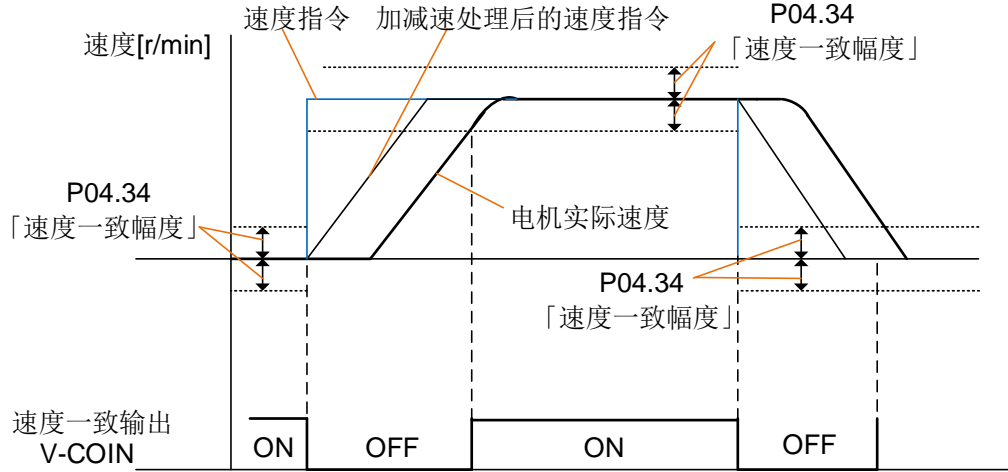 速度指令
加减速处理后的速度指令
P04.34
「速度一致幅度」
速度[r/min]
P04.34
「速度一致幅度」
电机实际速度
P04.34
「速度一致幅度」
速度一致输出
V-COIN
ON
OFF
ON
OFF